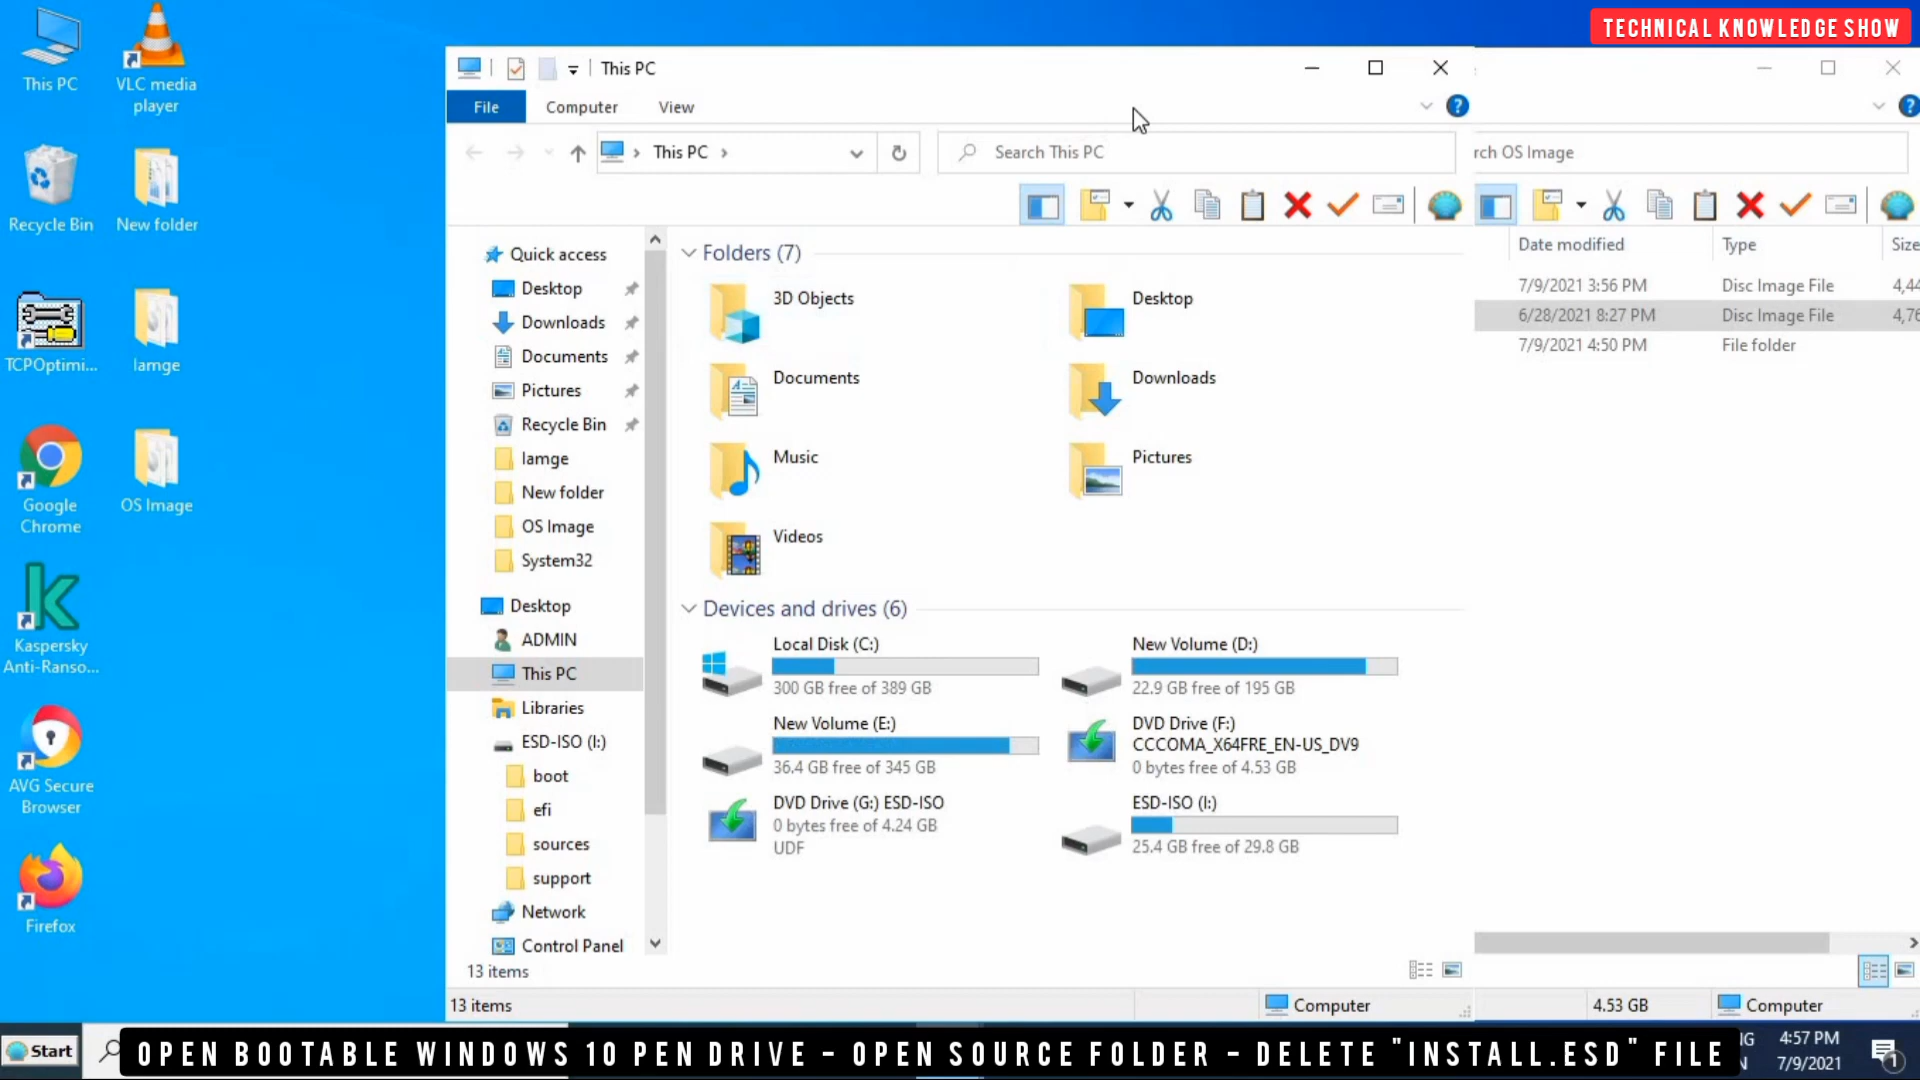 TECHNICAL KNOWLEDGE SHOW
This PC
VLC media
player
Recycle Bin
New folder
TCPOptimi...
Iamge
Google
Chrome
OS Image
Kaspersky
Anti-Ranso...
AVG Secure
Browser
Firefox
This PC
File
Computer
View
This PC
Search This PC
Quick access
Desktop
Downloads
Documents
Pictures
Recycle Bin
Iamge
New folder
OS Image
System32
Desktop
ADMIN
This PC
Libraries
ESD-ISO (I:)
boot
efi
sources
support
Network
Control Panel
Folders (7)
3D Objects
Desktop
Documents
Downloads
Music
Pictures
Videos
Devices and drives (6)
Local Disk (C:)
300 GB free of 389 GB
New Volume (D:)
22.9 GB free of 195 GB
New Volume (E:)
36.4 GB free of 345 GB
DVD Drive (F:)
CCCOMA_X64FRE_EN-US_DV9
0 bytes free of 4.53 GB
DVD Drive (G:) ESD-ISO
0 bytes free of 4.24 GB
UDF
ESD-ISO (I:)
25.4 GB free of 29.8 GB
13 items
13 items
Computer
rch OS Image
Date modified
Type
Size
7/9/2021 3:56 PM
Disc Image File
4,44
6/28/2021 8:27 PM
Disc Image File
4,76
7/9/2021 4:50 PM
File folder
4.53 GB
Computer
Start
OPEN BOOTABLE WINDOWS 10 PEN DRIVE - OPEN SOURCE FOLDER - DELETE "INSTALL.ESD" FILE
4:57 PM
7/9/2021
1